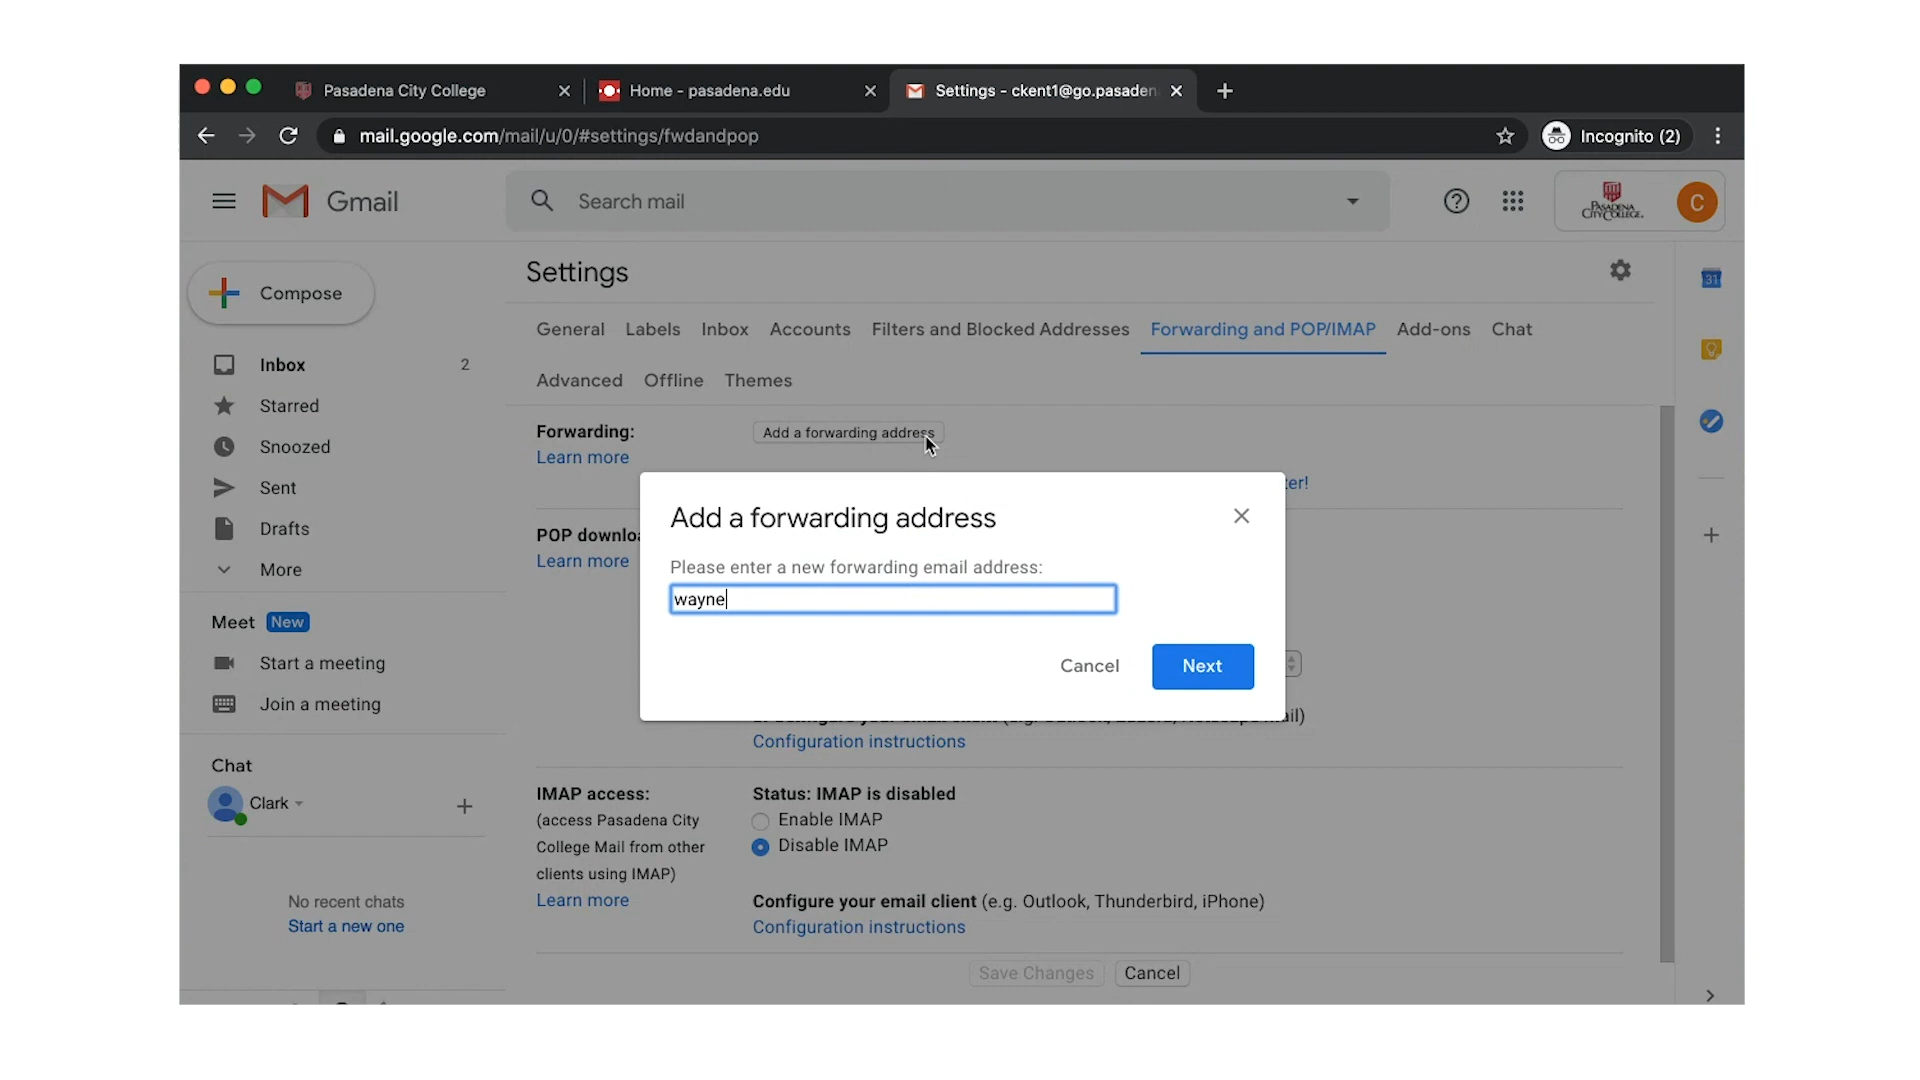 Pasadena City College
Home - pasadena.edu
Settings - ckent1@go.pasaden
mail.google.com/mail/u/0/#settings/fwdandpop
Incognito (2)
Gmail
Search mail
PASADENA
CITY COLLEGE
C
Compose
Settings
31
General Labels Inbox Accounts Filters and Blocked Addresses Forwarding and POP/IMAP Add-ons Chat
Advanced Offline Themes
Inbox 2
Starred
Snoozed
Sent
Drafts
More
Meet New
Start a meeting
Join a meeting
Chat
Clark
No recent chats
Start a new one
Forwarding:
Learn more
Add a forwarding address
er!
POP downlo
Learn more
Add a forwarding address
Please enter a new forwarding email address:
wayne
Cancel Next
ail)
Configuration instructions
IMAP access:
(access Pasadena City
College Mail from other
clients using IMAP)
Learn more
Status: IMAP is disabled
Enable IMAP
Disable IMAP
Configure your email client (e.g. Outlook, Thunderbird, iPhone)
Configuration instructions
Save Changes Cancel